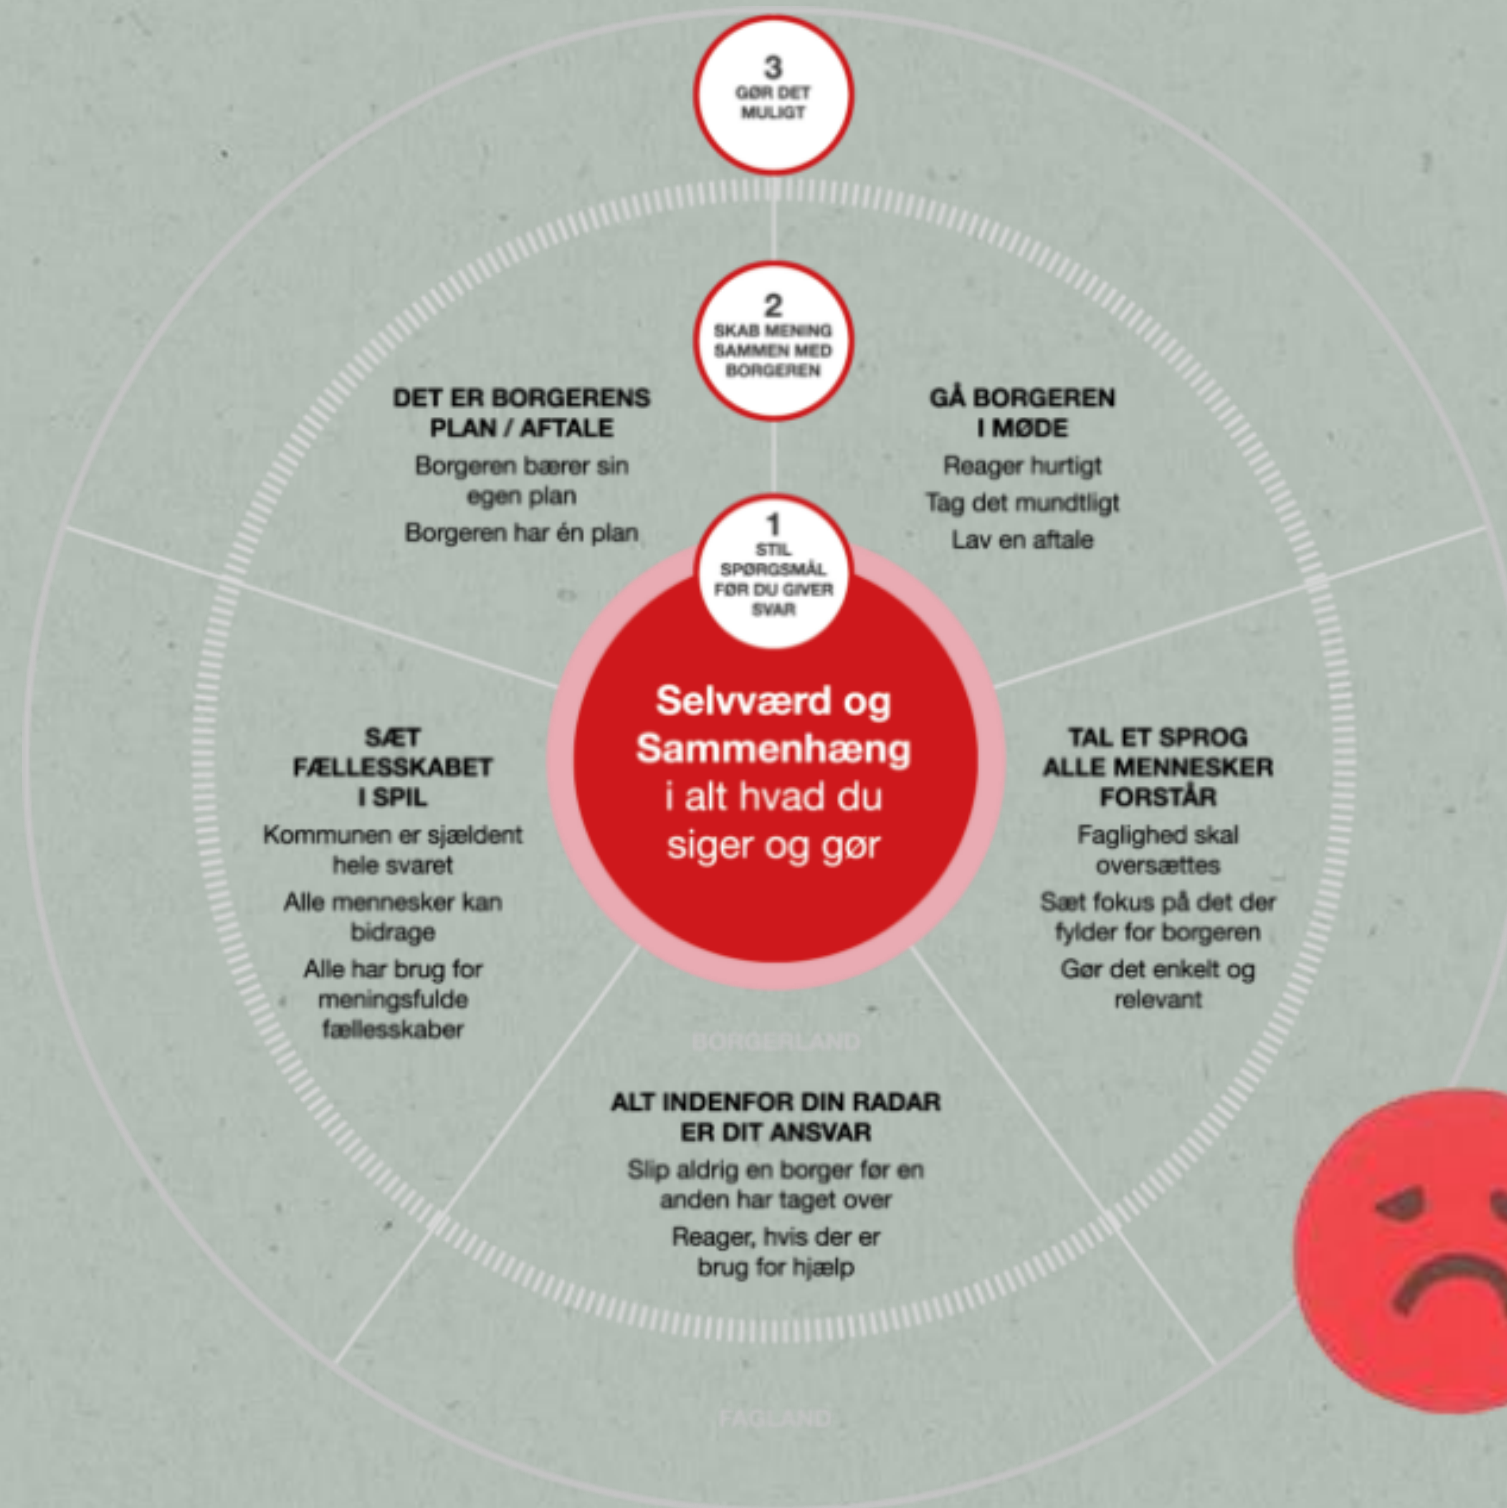 3
GØR DET
MULIGT
2
SKAB MENING
SAMMEN MED
BORGEREN
1
STIL
SPØRGSMÅL
FØR DU GIVER
SVAR
Selvværd og
Sammenhæng
i alt hvad du
siger og gør
DET ER BORGERENS
PLAN / AFTALE
Borgeren bærer sin
egen plan
Borgeren har én plan
GÅ BORGEREN
I MØDE
Reager hurtigt
Tag det mundtligt
Lav en aftale
SÆT
FÆLLESSKABET
I SPIL
Kommunen er sjældent
hele svaret
Alle mennesker kan
bidrage
Alle har brug for
meningsfulde
fællesskaber
TAL ET SPROG
ALLE MENNESKER
FORSTÅR
Faglighed skal
oversættes
Sæt fokus på det der
fylder for borgeren
Gør det enkelt og
relevant
BORGERLAND
ALT INDENFOR DIN RADAR
ER DIT ANSVAR
Slip aldrig en borger før en
anden har taget over
Reager, hvis der er
brug for hjælp
FAGLAND